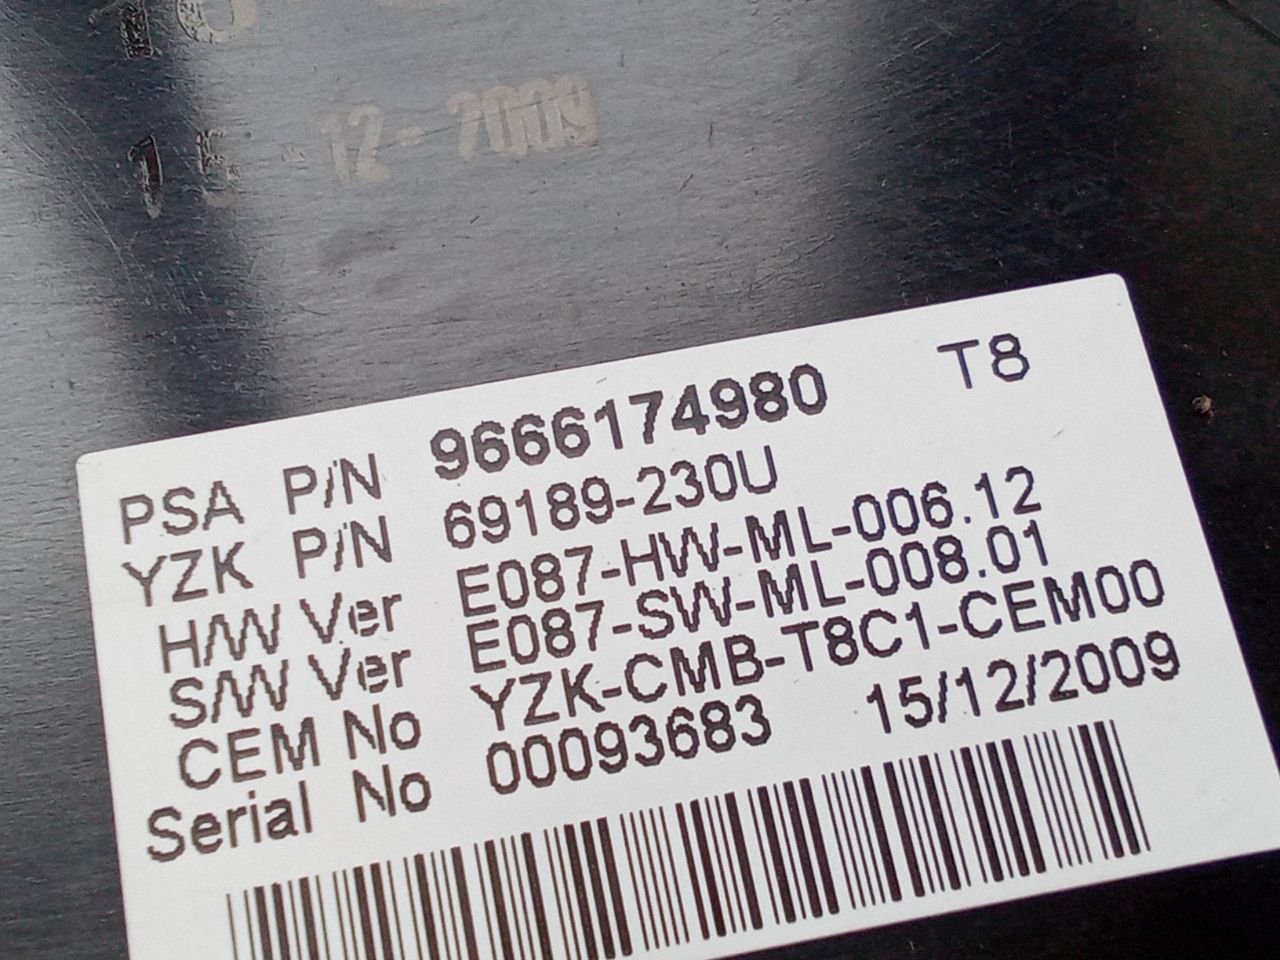 15-12-2009
T8
PSA P/N 9666174980
YZK P/N 69189-230U
H/W Ver E087-HW-ML-006.12
S/W Ver E087-SW-ML-008.01
CEM No YZK-CMB-T8C1-CEM00
Serial No 00093683 15/12/2009